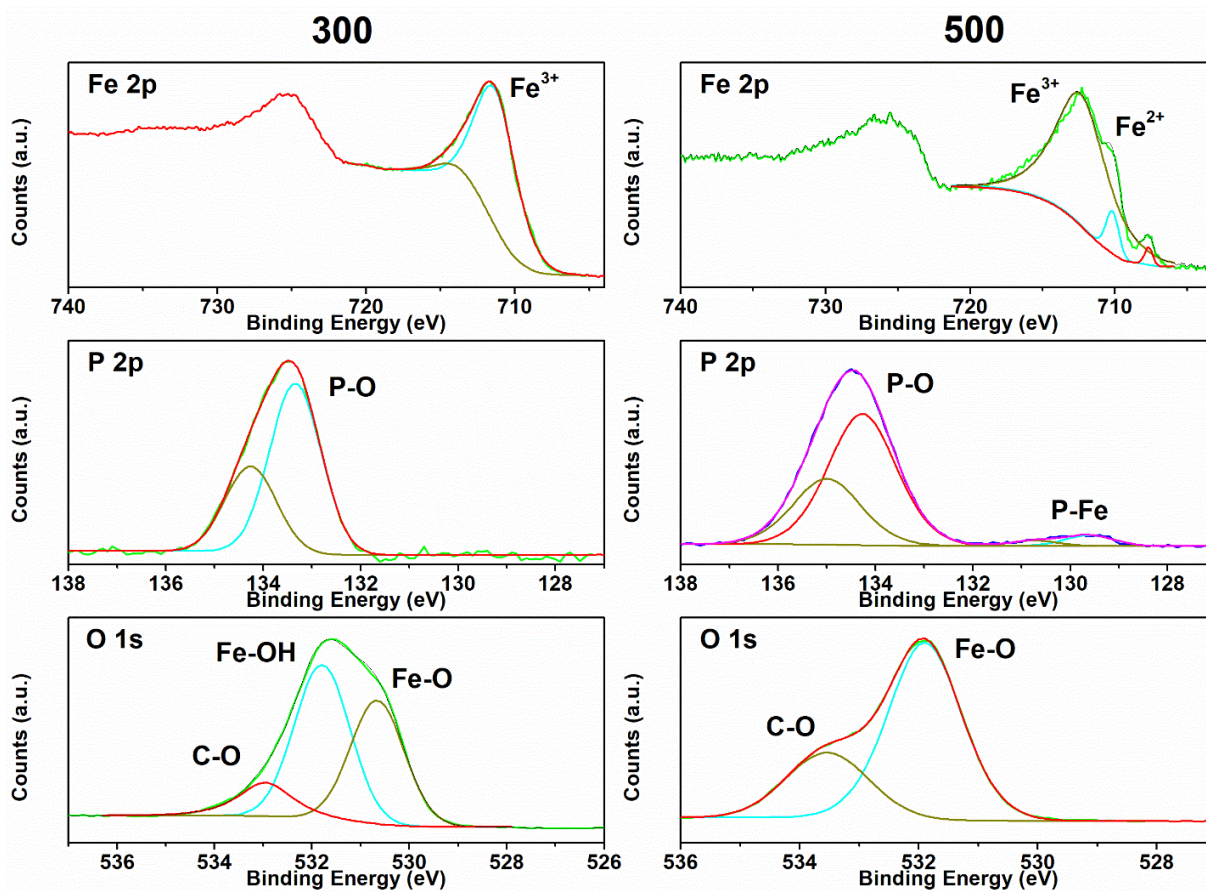 300
500
Fe 2p
Fe3+
Counts (a.u.)
740 730 720 710
Binding Energy (eV)
Fe 2p
Fe3+
Fe2+
Counts (a.u.)
740 730 720 710
Binding Energy (eV)
P 2p
P-O
Counts (a.u.)
138 136 134 132 130 128
Binding Energy (eV)
P 2p
P-O
P-Fe
Counts (a.u.)
138 136 134 132 130 128
Binding Energy (eV)
O 1s
Fe-OH
Fe-O
C-O
Counts (a.u.)
536 534 532 530 528 526
Binding Energy (eV)
O 1s
Fe-O
C-O
Counts (a.u.)
536 534 532 530 528
Binding Energy (eV)